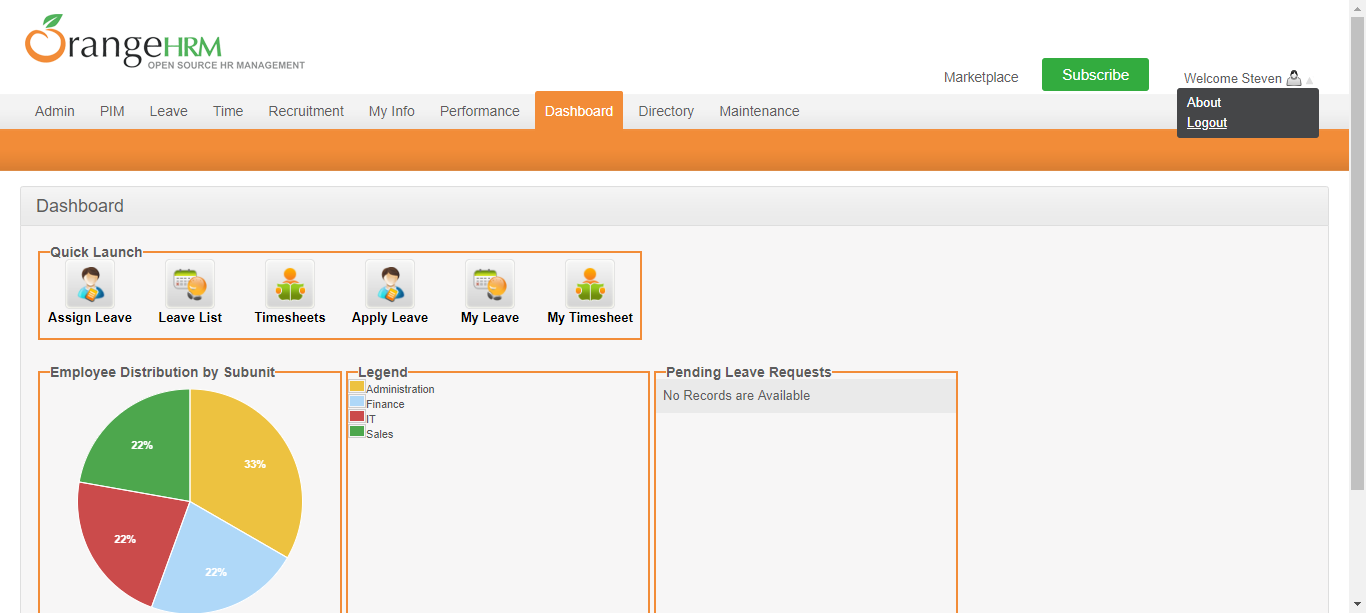 OrangeHRM
OPEN SOURCE HR MANAGEMENT
Marketplace
Subscribe
Welcome Steven
About
Logout
Admin PIM Leave Time Recruitment My Info Performance Dashboard Directory Maintenance
Dashboard
Quick Launch
Assign Leave Leave List Timesheets Apply Leave My Leave My Timesheet
Employee Distribution by Subunit
22%
33%
22%
22%
Legend
Administration
Finance
IT
Sales
Pending Leave Requests
No Records are Available